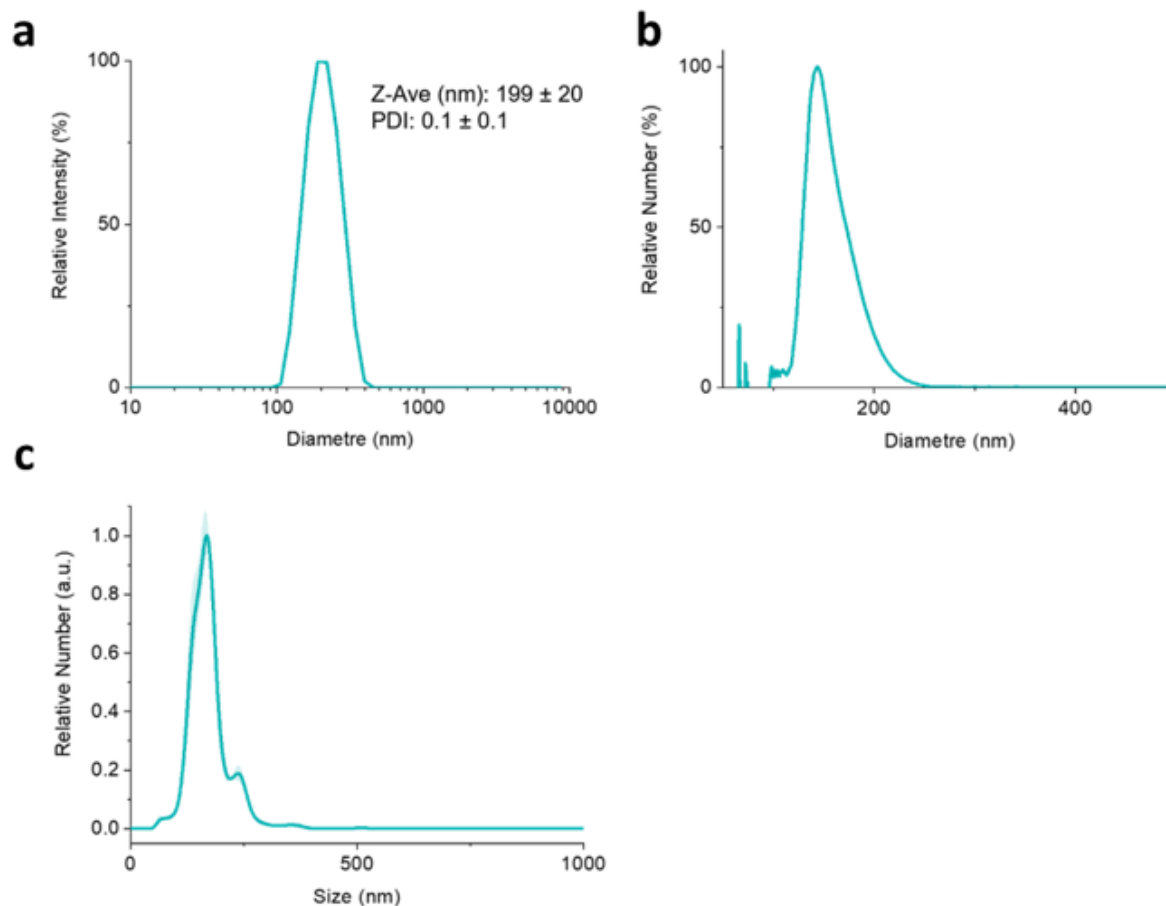 a
100
50
0
Relative Intensity (%)
Z-Ave (nm): 199 ± 20
PDI: 0.1 ± 0.1
10
100
1000
10000
Diametre (nm)
b
100
50
0
Relative Number (%)
200
400
Diametre (nm)
c
1.0
0.8
0.6
0.4
0.2
0.0
Relative Number (a.u.)
0
500
1000
Size (nm)